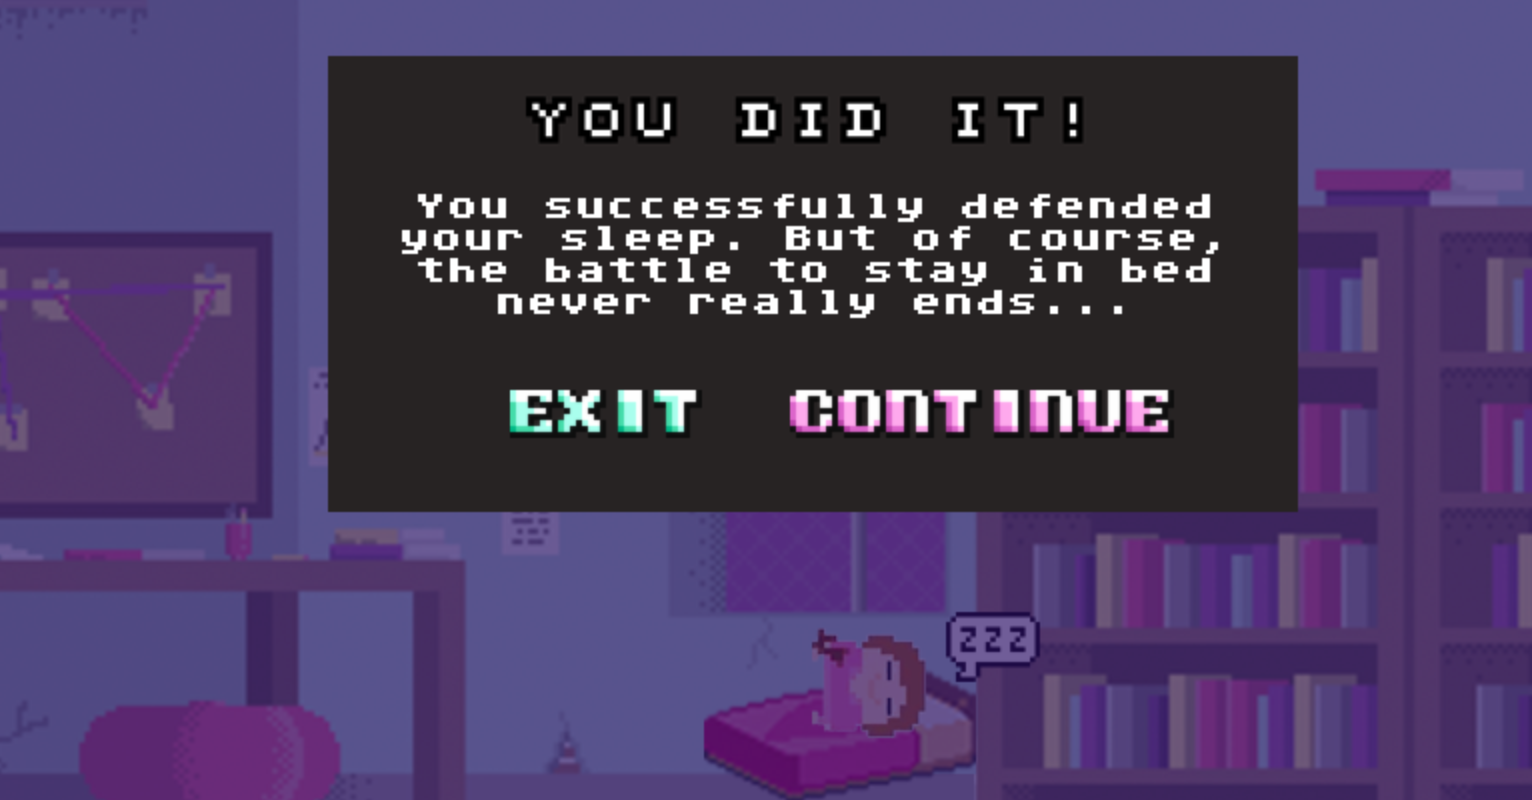 YOU DID IT!
You successfully defended
your sleep. But of course,
the battle to stay in bed
never really ends...
EXIT CONTINUE
ZZZ